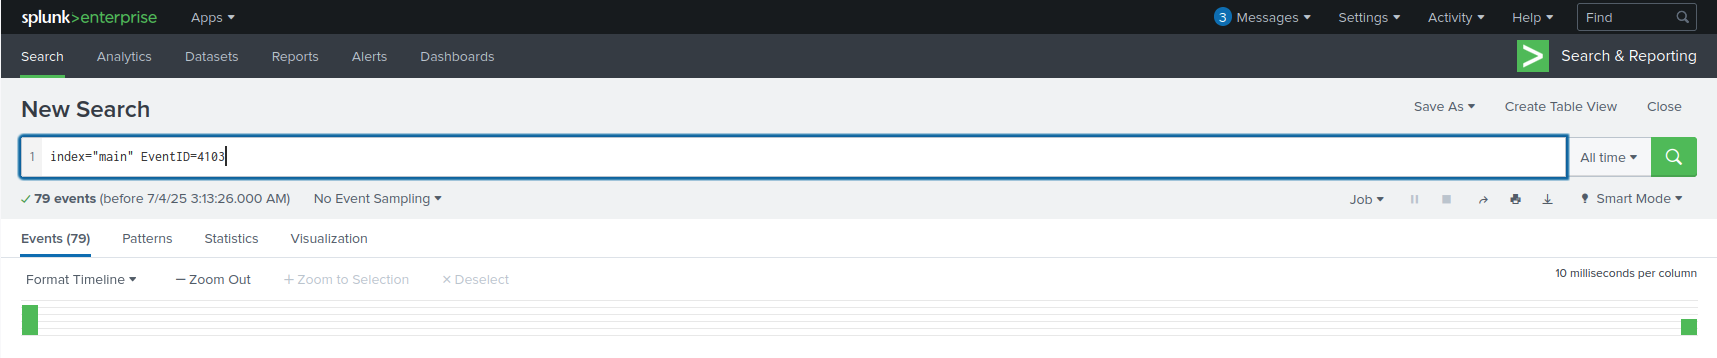 splunk>enterprise Apps 3 Messages Settings Activity Help Find
Search Analytics Datasets Reports Alerts Dashboards Search & Reporting
New Search Save As Create Table View Close
1 index="main" EventID=4103 All time
79 events (before 7/4/25 3:13:26.000 AM) No Event Sampling Job Smart Mode
Events (79) Patterns Statistics Visualization
Format Timeline — Zoom Out + Zoom to Selection × Deselect 10 milliseconds per column